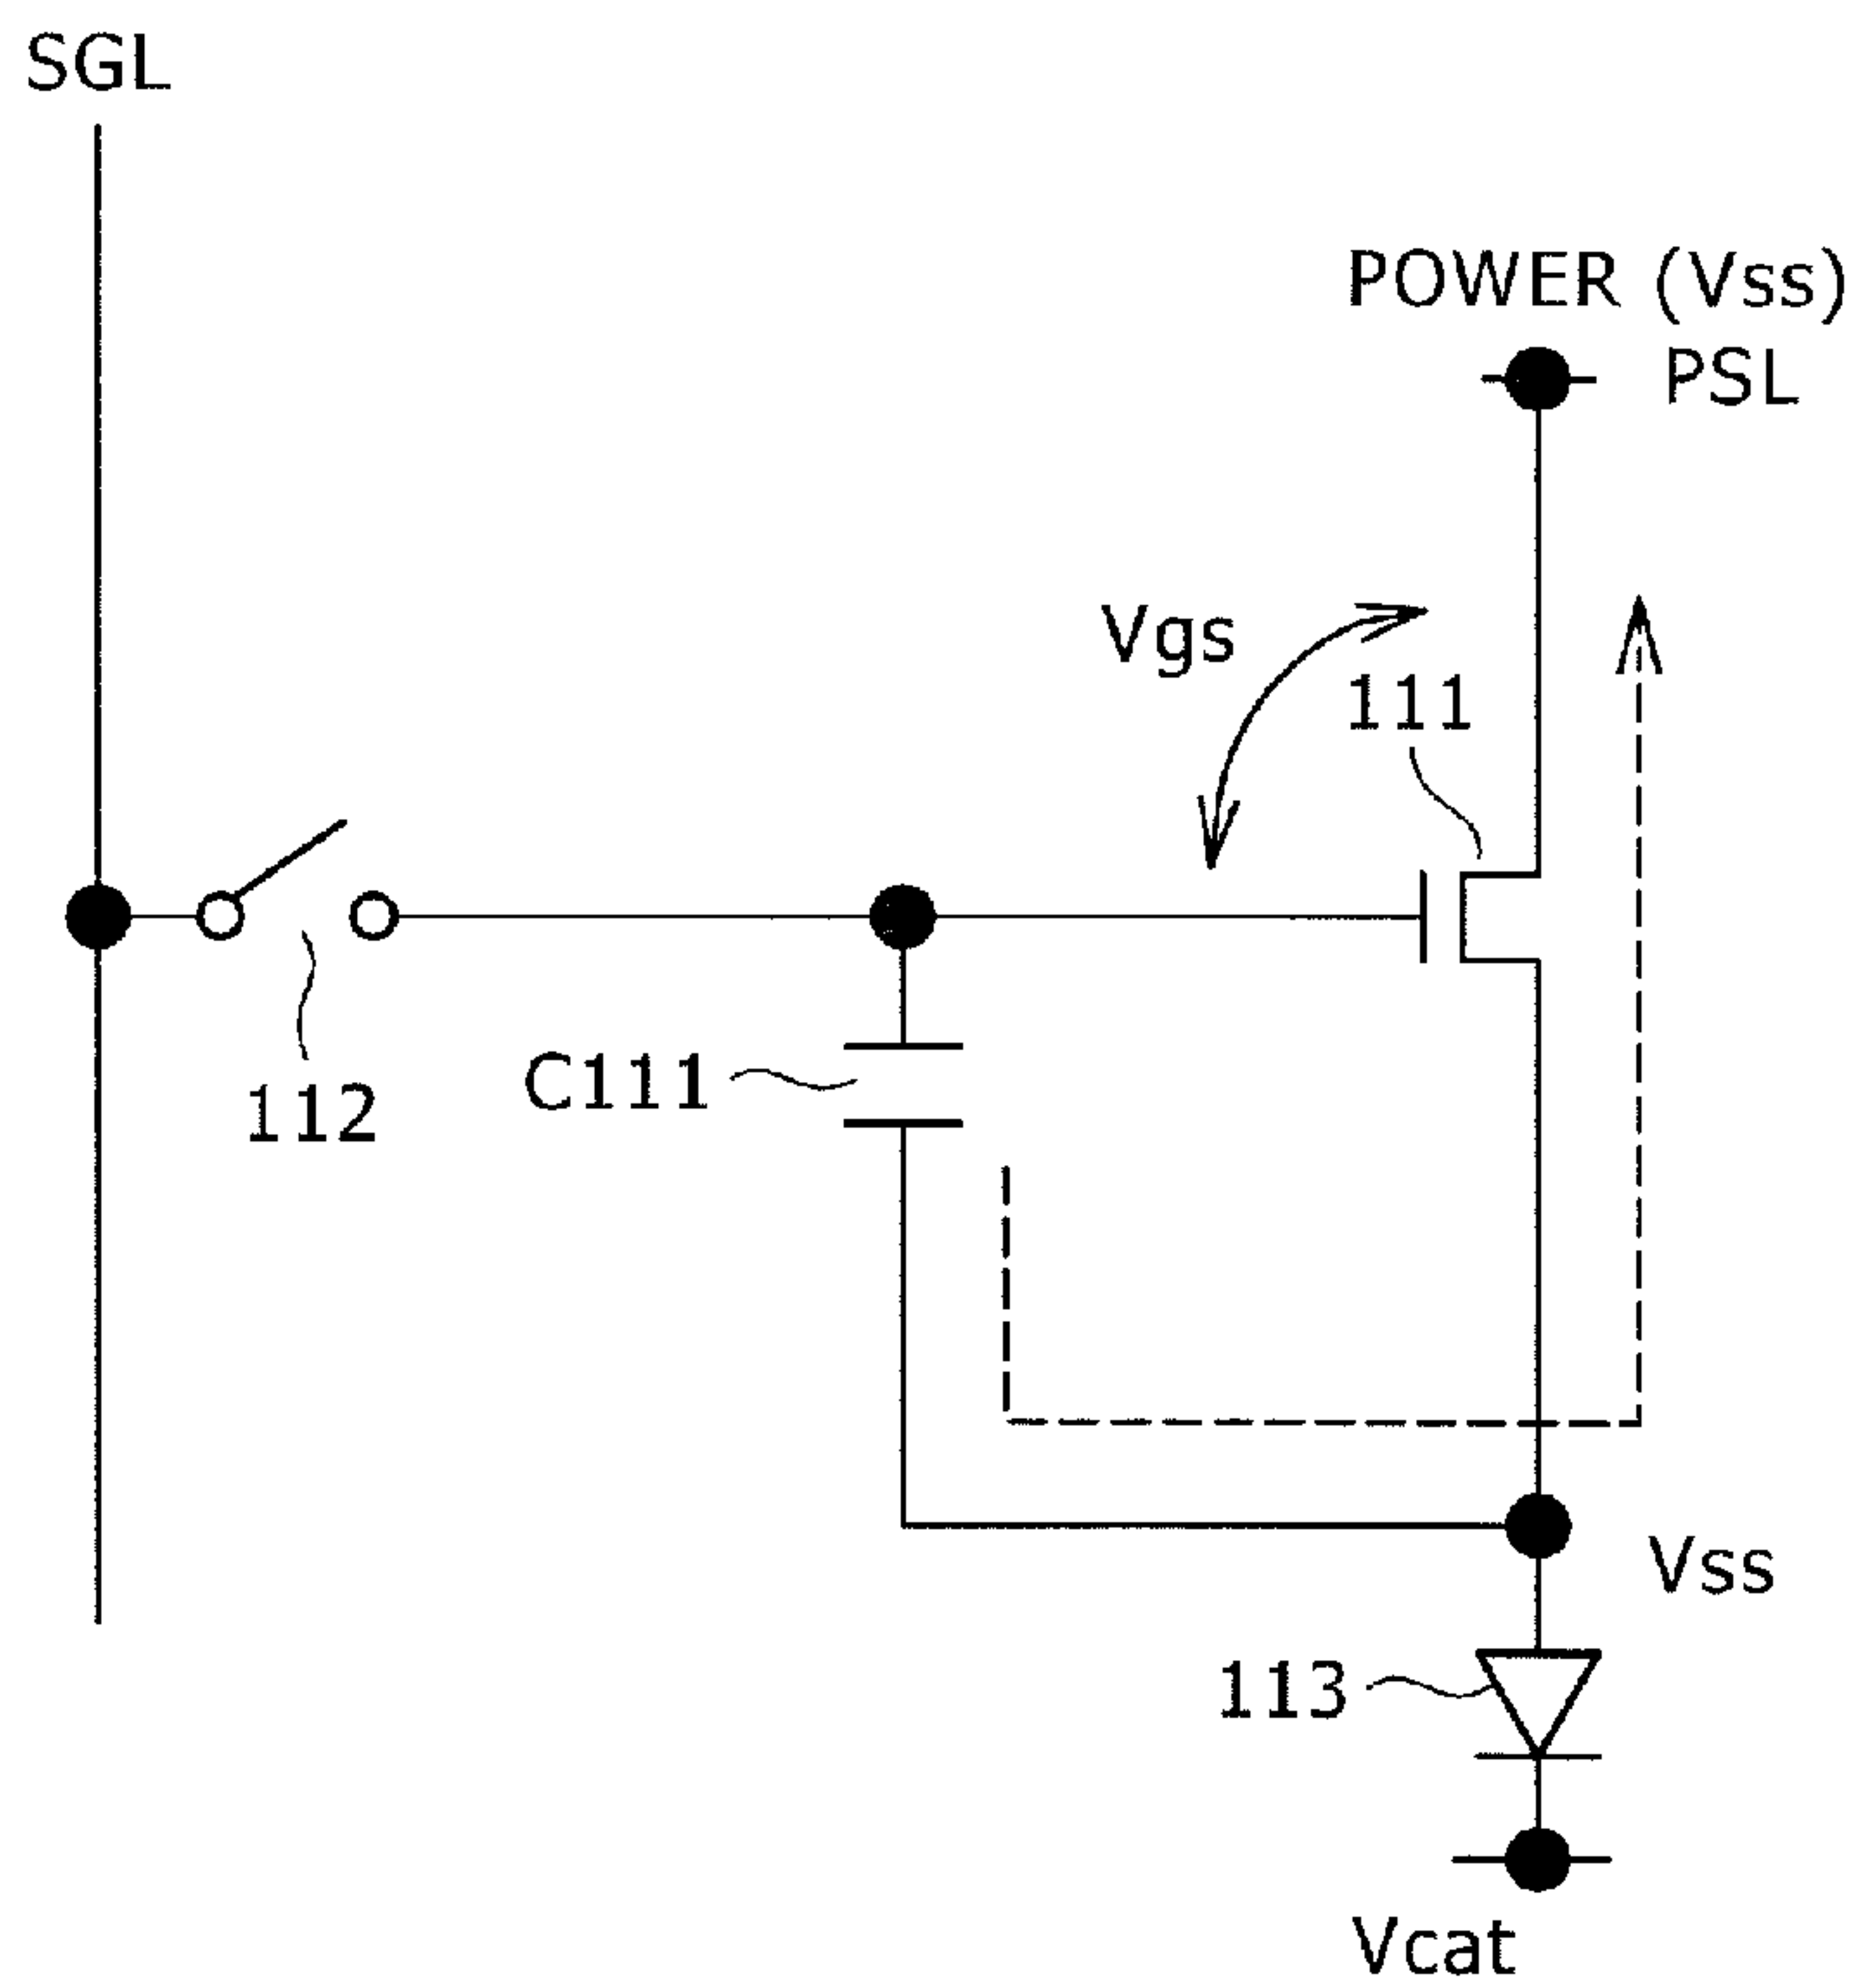 SGL
POWER (Vss)
PSL
Vgs
111
112
C111
Vss
113
Vcat